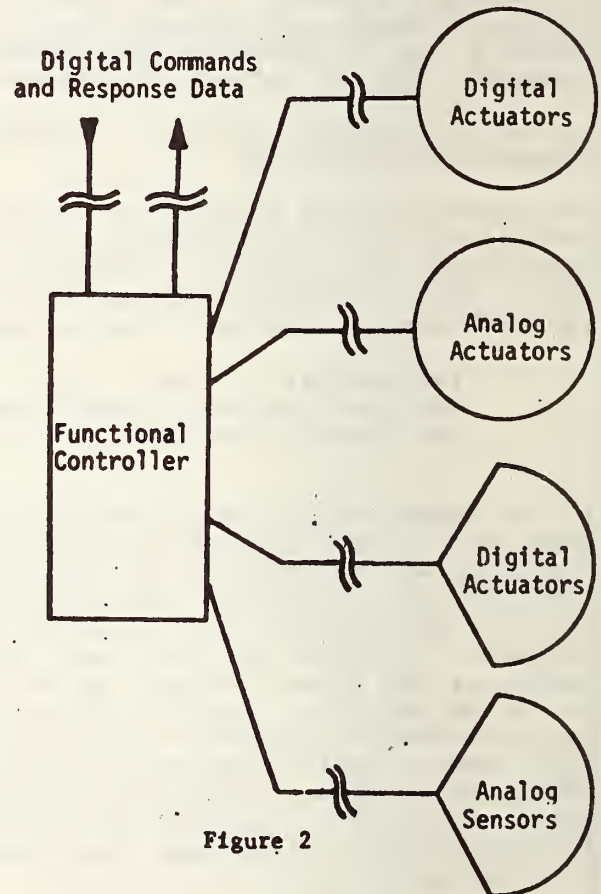 Digital Commands
and Response Data
Digital
Actuators
Analog
Actuators
Functional
Controller
Digital
Actuators
Analog
Sensors
Figure 2